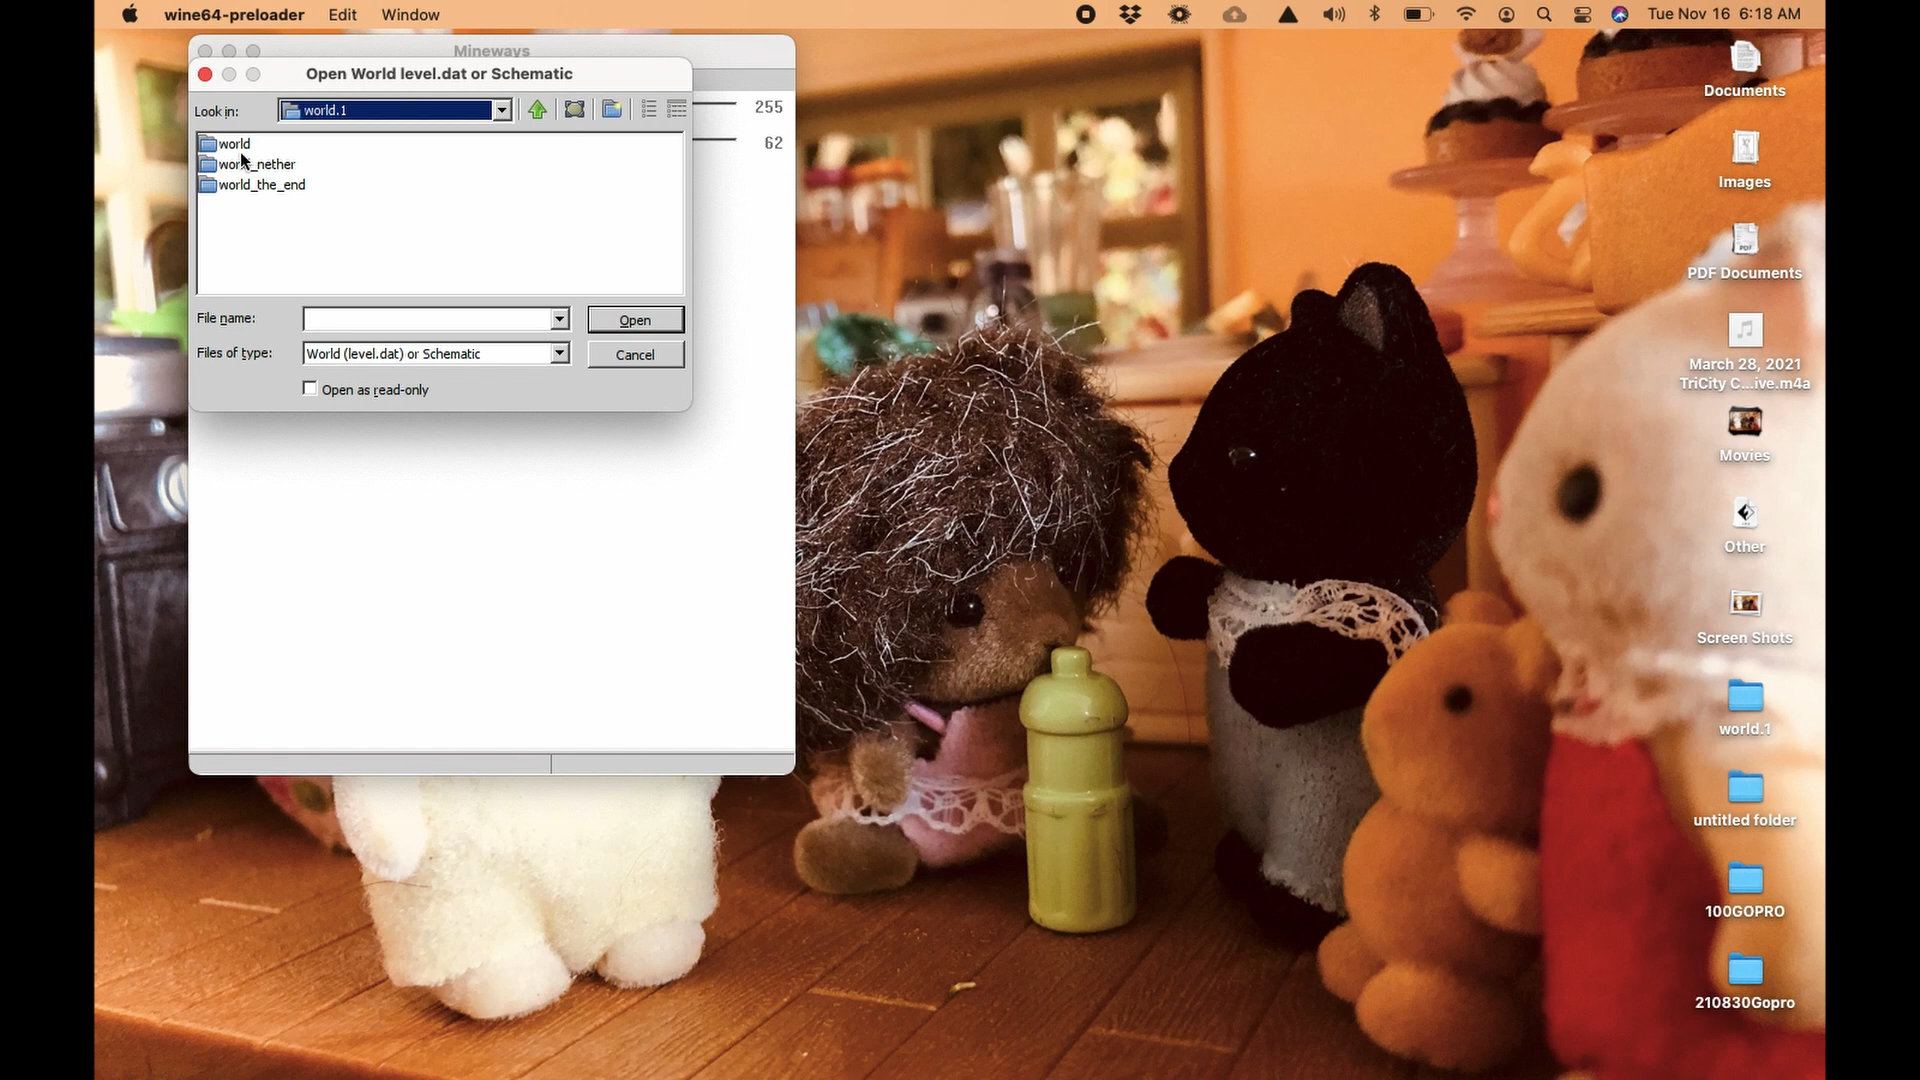 wine64-preloader Edit Window Tue Nov 16 6:18 AM
Mineways
Open World level.dat or Schematic
Look in: world.1
255
62
world
world_nether
world_the_end
File name: Open
Files of type: World (level.dat) or Schematic Cancel
Open as read-only
Documents
Images
PDF
PDF Documents
March 28, 2021
TriCity C...ive.m4a
Movies
Other
Screen Shots
world.1
untitled folder
100GOPRO
210830Gopro